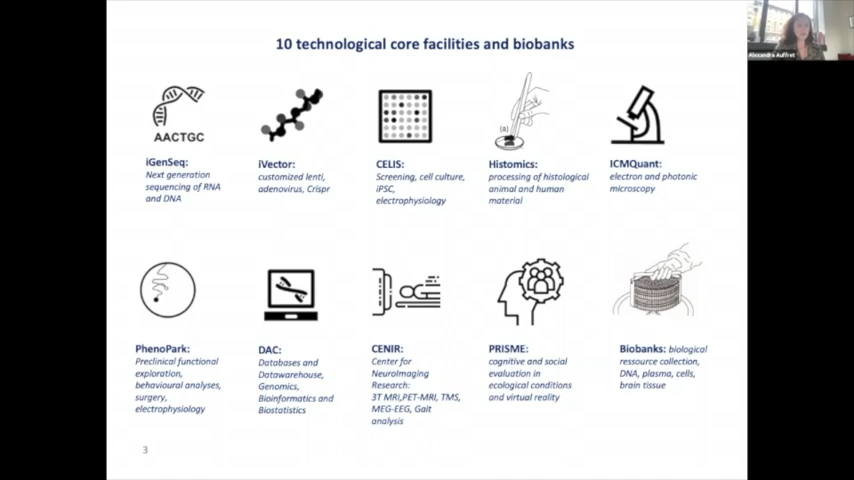 10 technological core facilities and biobanks
Alexandra Auffret
AACTGC
(a)
iGenSeq:
Next generation
sequencing of RNA
and DNA
iVector:
customized lenti,
adenovirus, Crispr
CELIS:
Screening, cell culture,
iPSC,
electrophysiology
Histomics:
processing of histological
animal and human
material
ICMQuant:
electron and photonic
microscopy
PhenoPark:
Preclinical functional
exploration,
behavioural analyses,
surgery,
electrophysiology
DAC:
Databases and
Datawarehouse,
Genomics,
Bioinformatics and
Biostatistics
CENIR:
Center for
NeuroImaging
Research:
3T MRI,PET-MRI, TMS,
MEG-EEG, Gait
analysis
PRISME:
cognitive and social
evaluation in
ecological conditions
and virtual reality
Biobanks: biological
ressource collection,
DNA, plasma, cells,
brain tissue
3